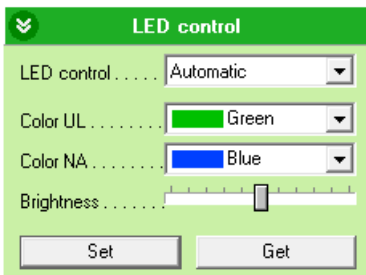 LED control
LED control..... Automatic
Color UL........ Green
Color NA........ Blue
Brightness......
Set Get